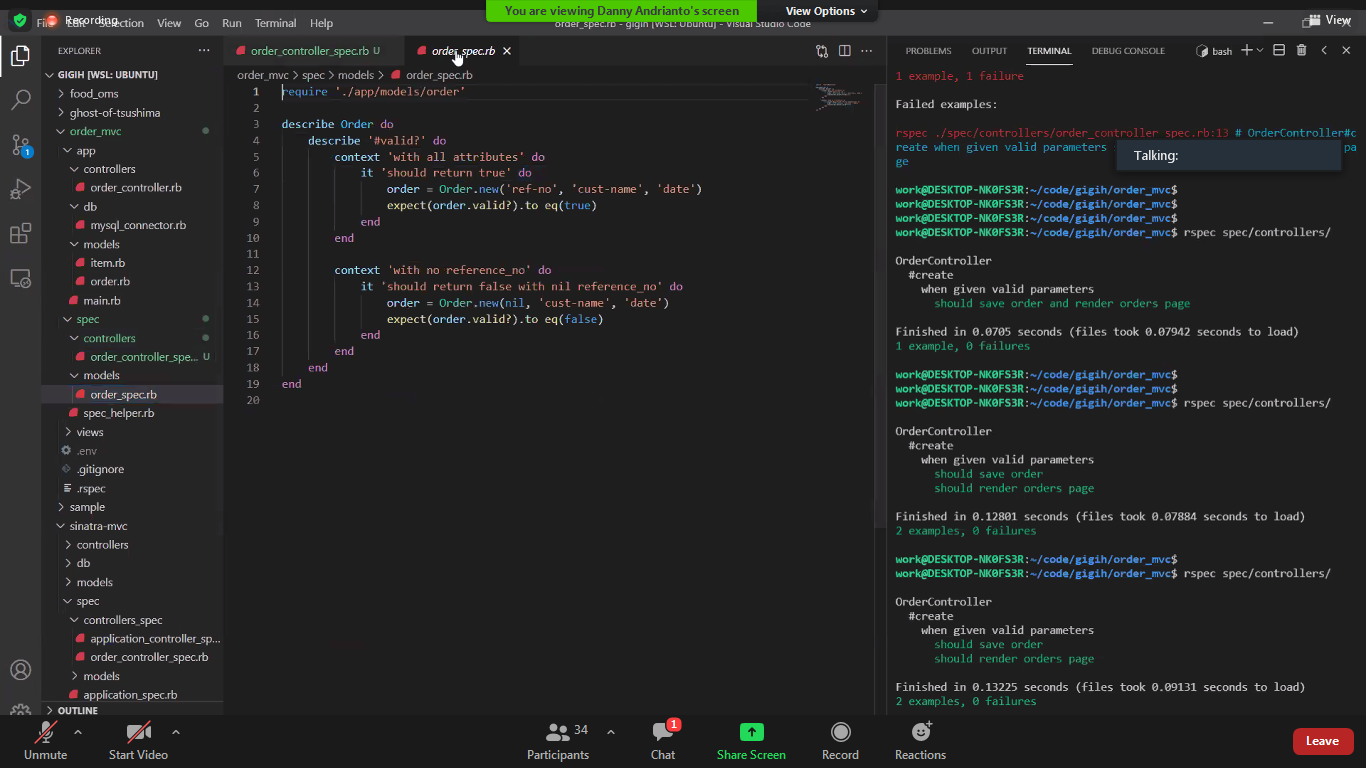 Recording
You are viewing Danny Andrianto's screen
View Options
View
Selection View Go Run Terminal Help
order_spec.rb - gigih [WSL: Ubuntu] - Visual Studio Code
EXPLORER
GIGIH [WSL: UBUNTU]
food_oms
ghost-of-tsushima
order_mvc
app
controllers
order_controller.rb
db
mysql_connector.rb
models
item.rb
order.rb
main.rb
spec
controllers
order_controller_spe... U
models
order_spec.rb
spec_helper.rb
views
.env
.gitignore
.rspec
sample
sinatra-mvc
controllers
db
models
spec
controllers_spec
application_controller_sp...
order_controller_spec.rb
models
application_spec.rb
OUTLINE
1
order_controller_spec.rb U
order_spec.rb
order_mvc > spec > models > order_spec.rb
1 require './app/models/order'
2
3 describe Order do
4 describe '#valid?' do
5 context 'with all attributes' do
6 it 'should return true' do
7 order = Order.new('ref-no', 'cust-name', 'date')
8 expect(order.valid?).to eq(true)
9 end
10 end
11
12 context 'with no reference_no' do
13 it 'should return false with nil reference_no' do
14 order = Order.new(nil, 'cust-name', 'date')
15 expect(order.valid?).to eq(false)
16 end
17 end
18 end
19 end
20
PROBLEMS OUTPUT TERMINAL DEBUG CONSOLE
bash
1 example, 1 failure
Failed examples:
rspec ./spec/controllers/order_controller_spec.rb:13 # OrderController#c
reate when given valid parameters
pa
ge
Talking:
work@DESKTOP-NK0FS3R:~/code/gigih/order_mvc$
work@DESKTOP-NK0FS3R:~/code/gigih/order_mvc$
work@DESKTOP-NK0FS3R:~/code/gigih/order_mvc$
work@DESKTOP-NK0FS3R:~/code/gigih/order_mvc$ rspec spec/controllers/
OrderController
#create
when given valid parameters
should save order and render orders page
Finished in 0.0705 seconds (files took 0.07942 seconds to load)
1 example, 0 failures
work@DESKTOP-NK0FS3R:~/code/gigih/order_mvc$
work@DESKTOP-NK0FS3R:~/code/gigih/order_mvc$
work@DESKTOP-NK0FS3R:~/code/gigih/order_mvc$ rspec spec/controllers/
OrderController
#create
when given valid parameters
should save order
should render orders page
Finished in 0.12801 seconds (files took 0.07884 seconds to load)
2 examples, 0 failures
work@DESKTOP-NK0FS3R:~/code/gigih/order_mvc$
work@DESKTOP-NK0FS3R:~/code/gigih/order_mvc$ rspec spec/controllers/
OrderController
#create
when given valid parameters
should save order
should render orders page
Finished in 0.13225 seconds (files took 0.09131 seconds to load)
2 examples, 0 failures
Unmute
Start Video
34
Participants
1
Chat
Share Screen
Record
Reactions
Leave